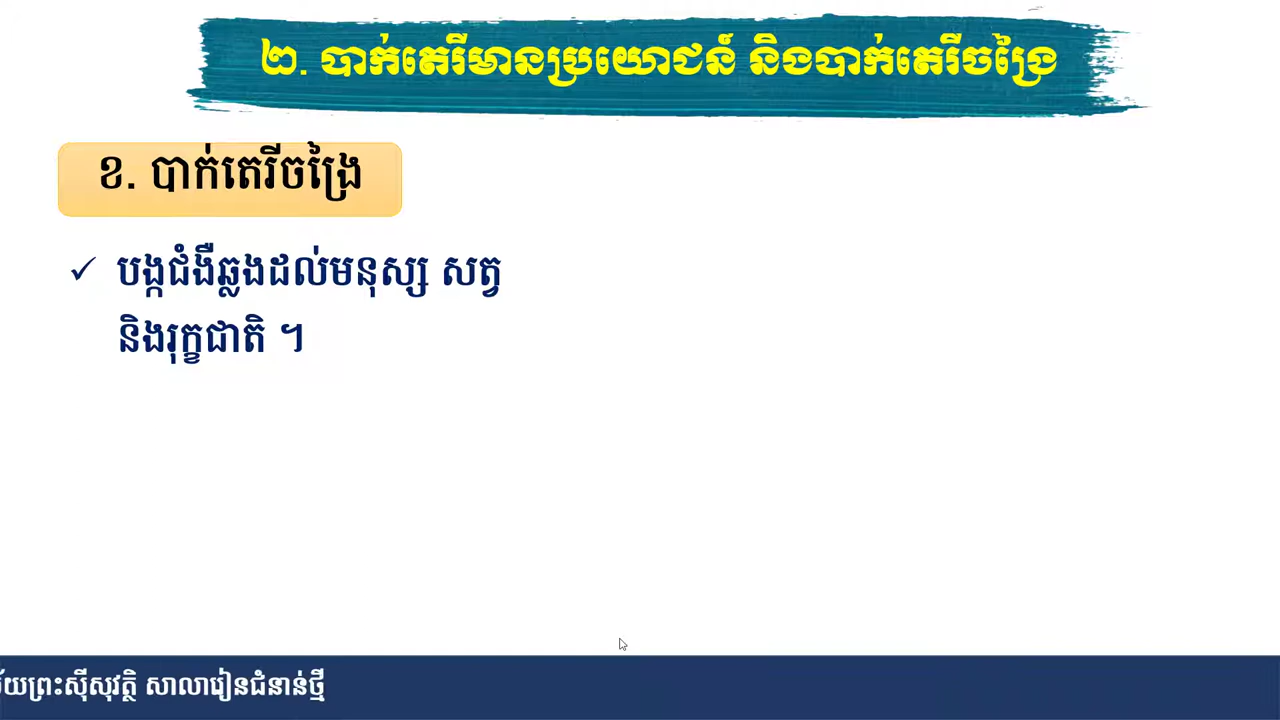 ២. បាក់តេរីមានប្រយោជន៍ និងបាក់តេរីចង្រៃ
ខ. បាក់តេរីចង្រៃ
✓ បង្កជំងឺឆ្លងដល់មនុស្ស សត្វ
និងរុក្ខជាតិ ។
ព្រះស៊ីសុវត្ថិ សាលារៀនជំនាន់ថ្មី